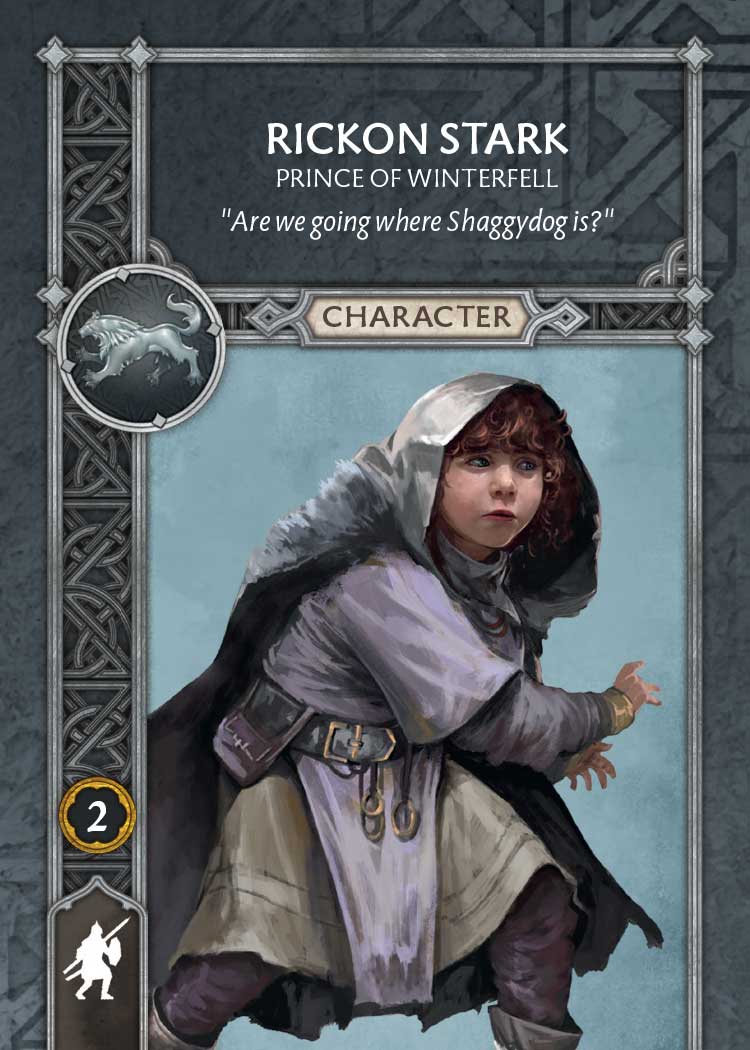 RICKON STARK
PRINCE OF WINTERFELL
"Are we going where Shaggydog is?"
CHARACTER
2